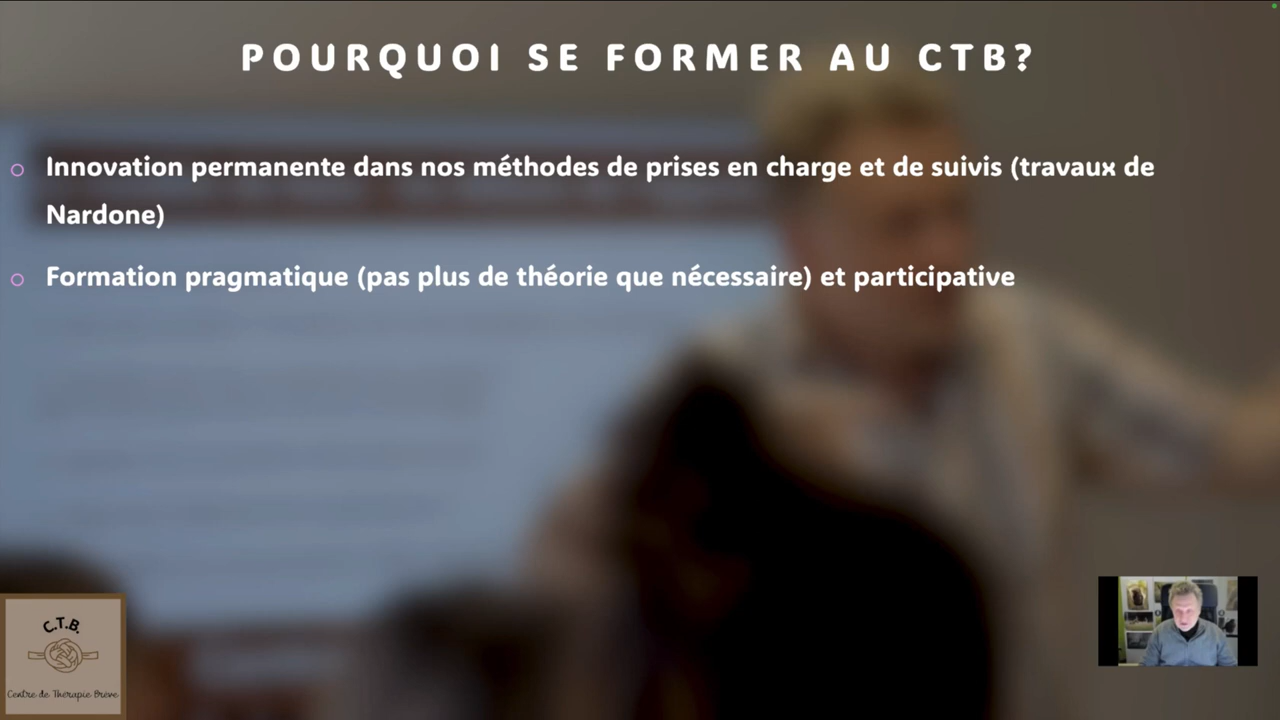 POURQUOI SE FORMER AU CTB?
Innovation permanente dans nos méthodes de prises en charge et de suivis (travaux de
Nardone)
Formation pragmatique (pas plus de théorie que nécessaire) et participative
C.T.B.
Centre de Thérapie Brève